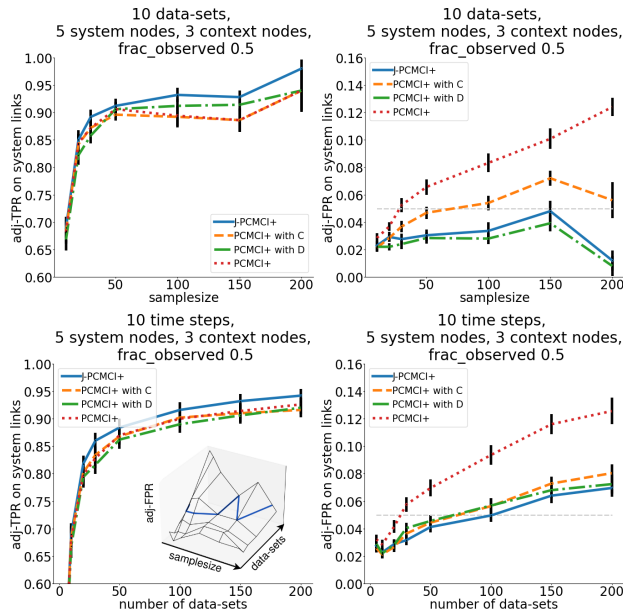 10 data-sets,
5 system nodes, 3 context nodes,
frac_observed 0.5
adj-TPR on system links
1.00
0.95
0.90
0.85
0.80
0.75
0.70
0.65
0.60
J-PCMCI+
PCMCI+ with C
PCMCI+ with D
PCMCI+
50 100 150 200
samplesize
10 data-sets,
5 system nodes, 3 context nodes,
frac_observed 0.5
adj-FPR on system links
0.16
0.14
0.12
0.10
0.08
0.06
0.04
0.02
0.00
J-PCMCI+
PCMCI+ with C
PCMCI+ with D
PCMCI+
50 100 150 200
samplesize
10 time steps,
5 system nodes, 3 context nodes,
frac_observed 0.5
adj-TPR on system links
1.00
0.95
0.90
0.85
0.80
0.75
0.70
0.65
0.60
J-PCMCI+
PCMCI+ with C
PCMCI+ with D
PCMCI+
adj-FPR
samplesize
data-sets
0 50 100 150 200
number of data-sets
10 time steps,
5 system nodes, 3 context nodes,
frac_observed 0.5
adj-FPR on system links
0.16
0.14
0.12
0.10
0.08
0.06
0.04
0.02
0.00
J-PCMCI+
PCMCI+ with C
PCMCI+ with D
PCMCI+
0 50 100 150 200
number of data-sets